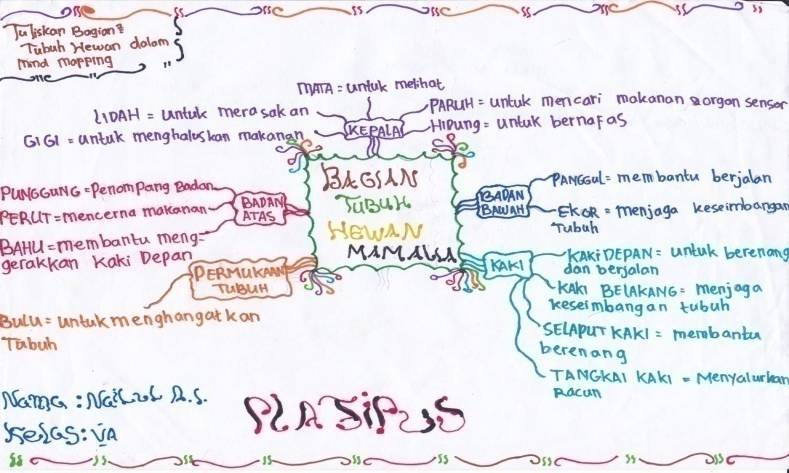 Tuliskan Bagian²
Tubuh Hewan dalam
mind mapping
MATA = untuk melihat
LIDAH = untuk merasakan
GIGI = untuk menghaluskan makanan
KEPALA
PARUH = untuk mencari makanan & organ sensor
HIDUNG = untuk bernafas
BAGIAN
TUBUH
HEWAN
MAMALIA
PUNGGUNG = Penompang Badan
PERUT = mencerna makanan
BAHU = membantu meng-
gerakkan kaki Depan
BADAN
ATAS
PERMUKAAN
TUBUH
BULU = untuk menghangatkan
Tubuh
BADAN
BAWAH
PANGGUL = membantu berjalan
EKOR = menjaga keseimbangan
tubuh
KAKI
KAKI DEPAN = untuk berenang
dan berjalan
KAKI BELAKANG = menjaga
keseimbangan tubuh
SELAPUT KAKI = membantu
berenang
TANGKAI KAKI = Menyalurkan
Racun
Nama : Nailul A.S.
Kelas : VA
PLATIPUS